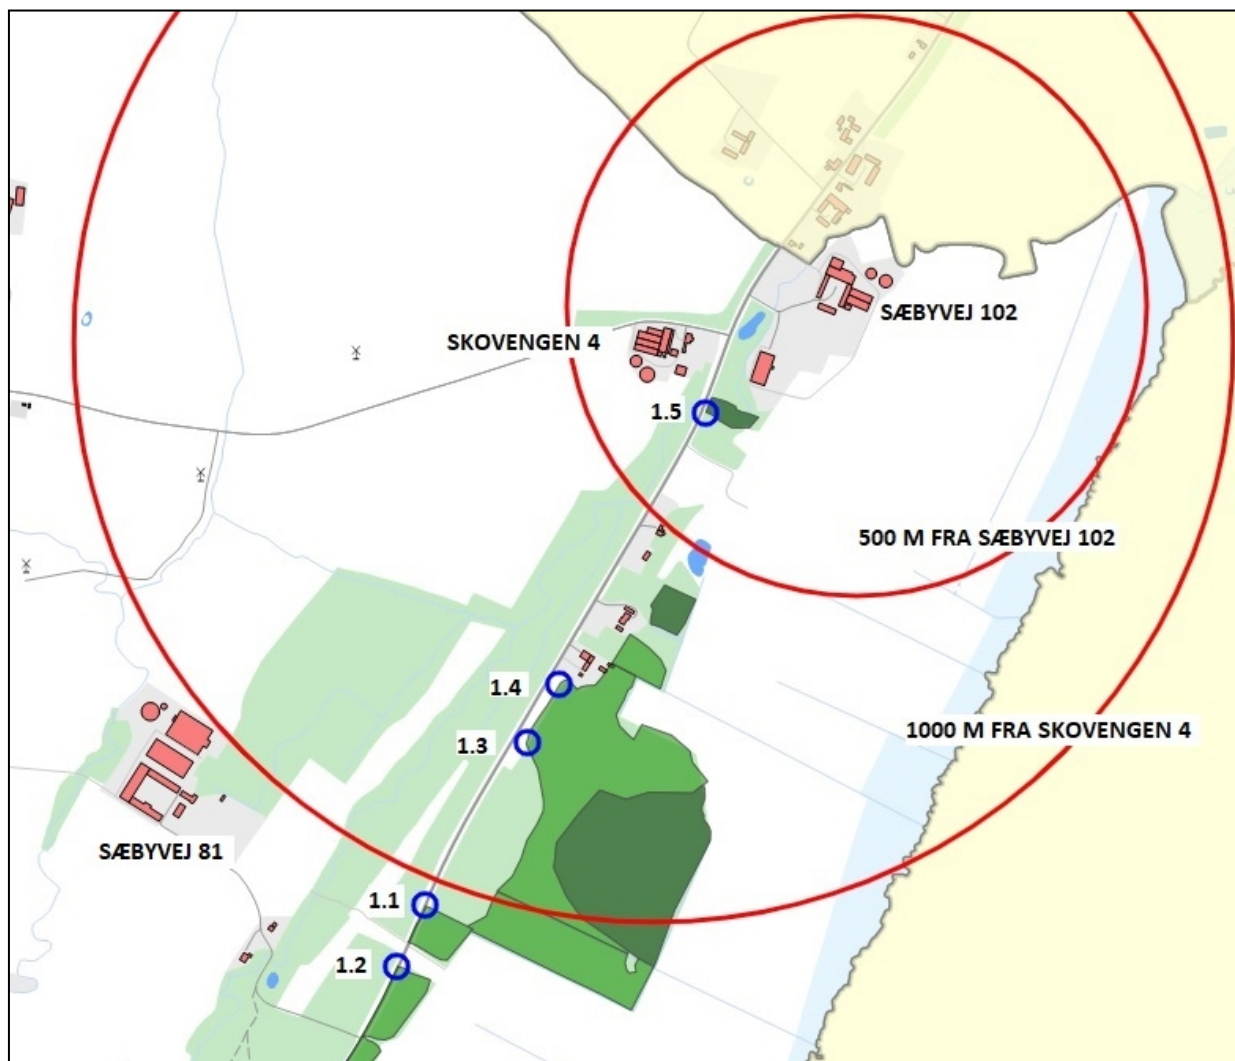 SÆBYVEJ 102
SKOVENGEN 4
1.5
500 M FRA SÆBYVEJ 102
1.4
1000 M FRA SKOVENGEN 4
1.3
SÆBYVEJ 81
1.1
1.2